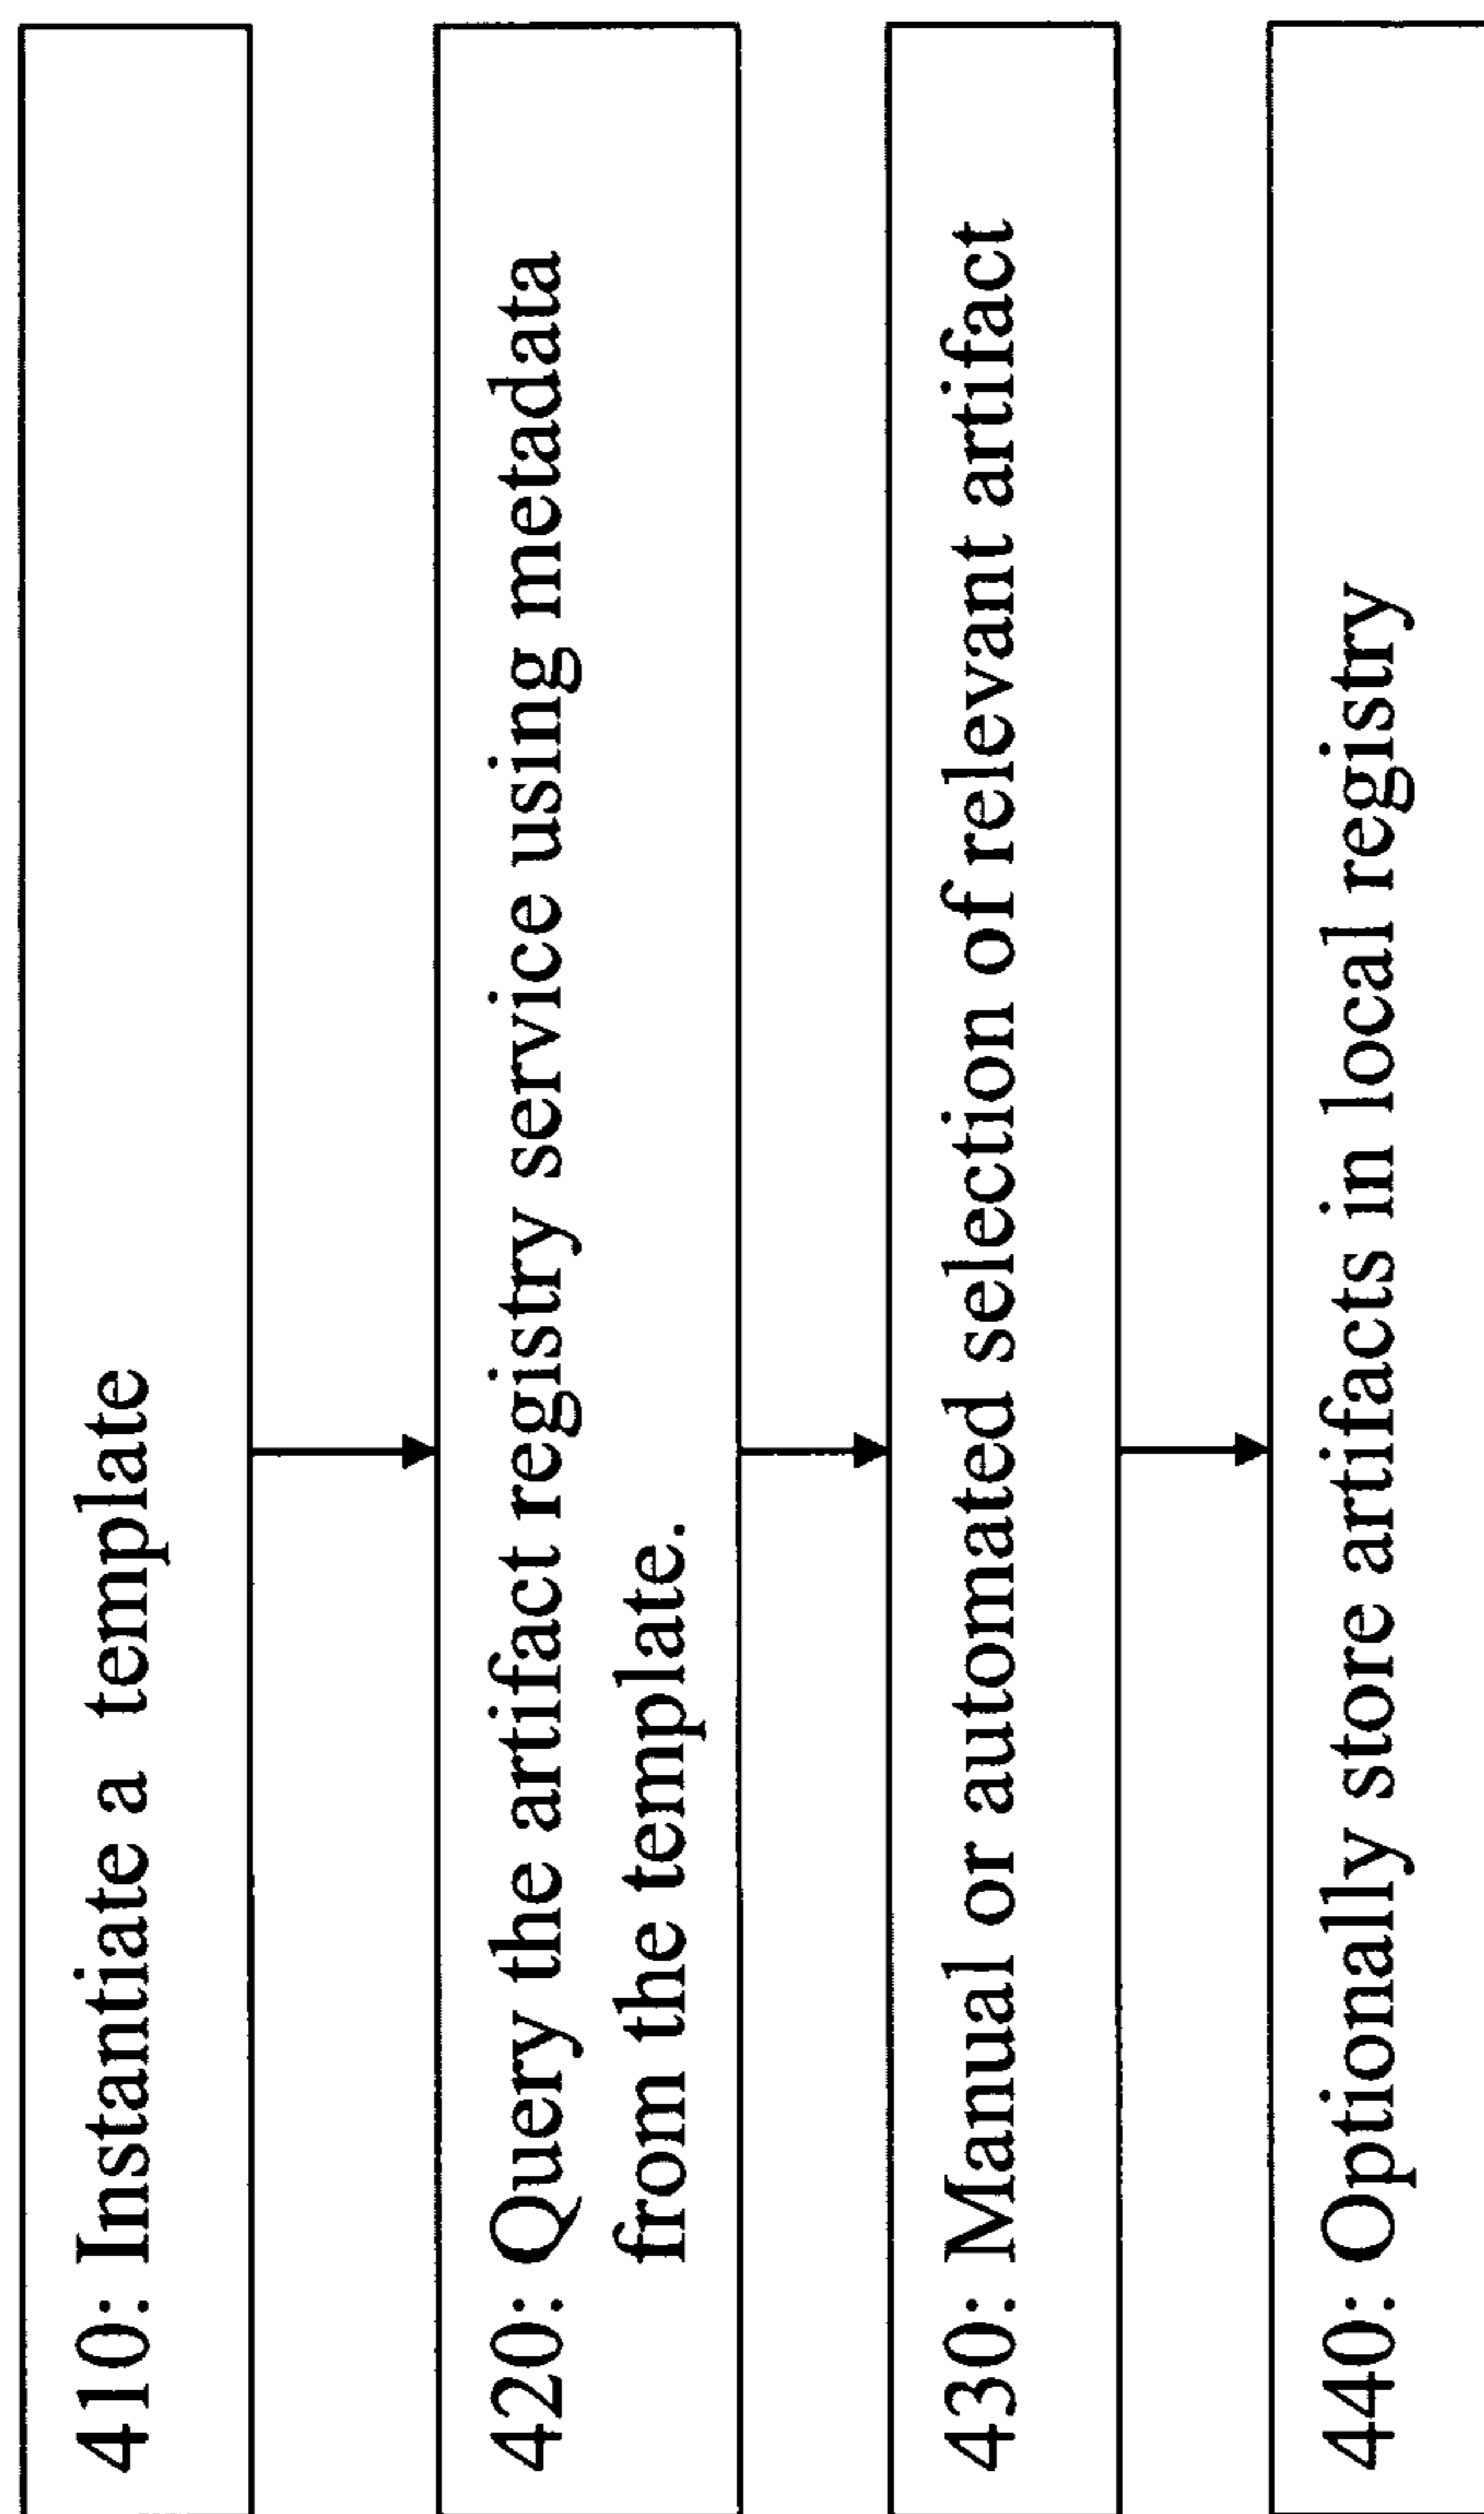 410: Instantiate a template
420: Query the artifact registry service using metadata
from the template.
430: Manual or automated selection of relevant artifact
440: Optionally store artifacts in local registry